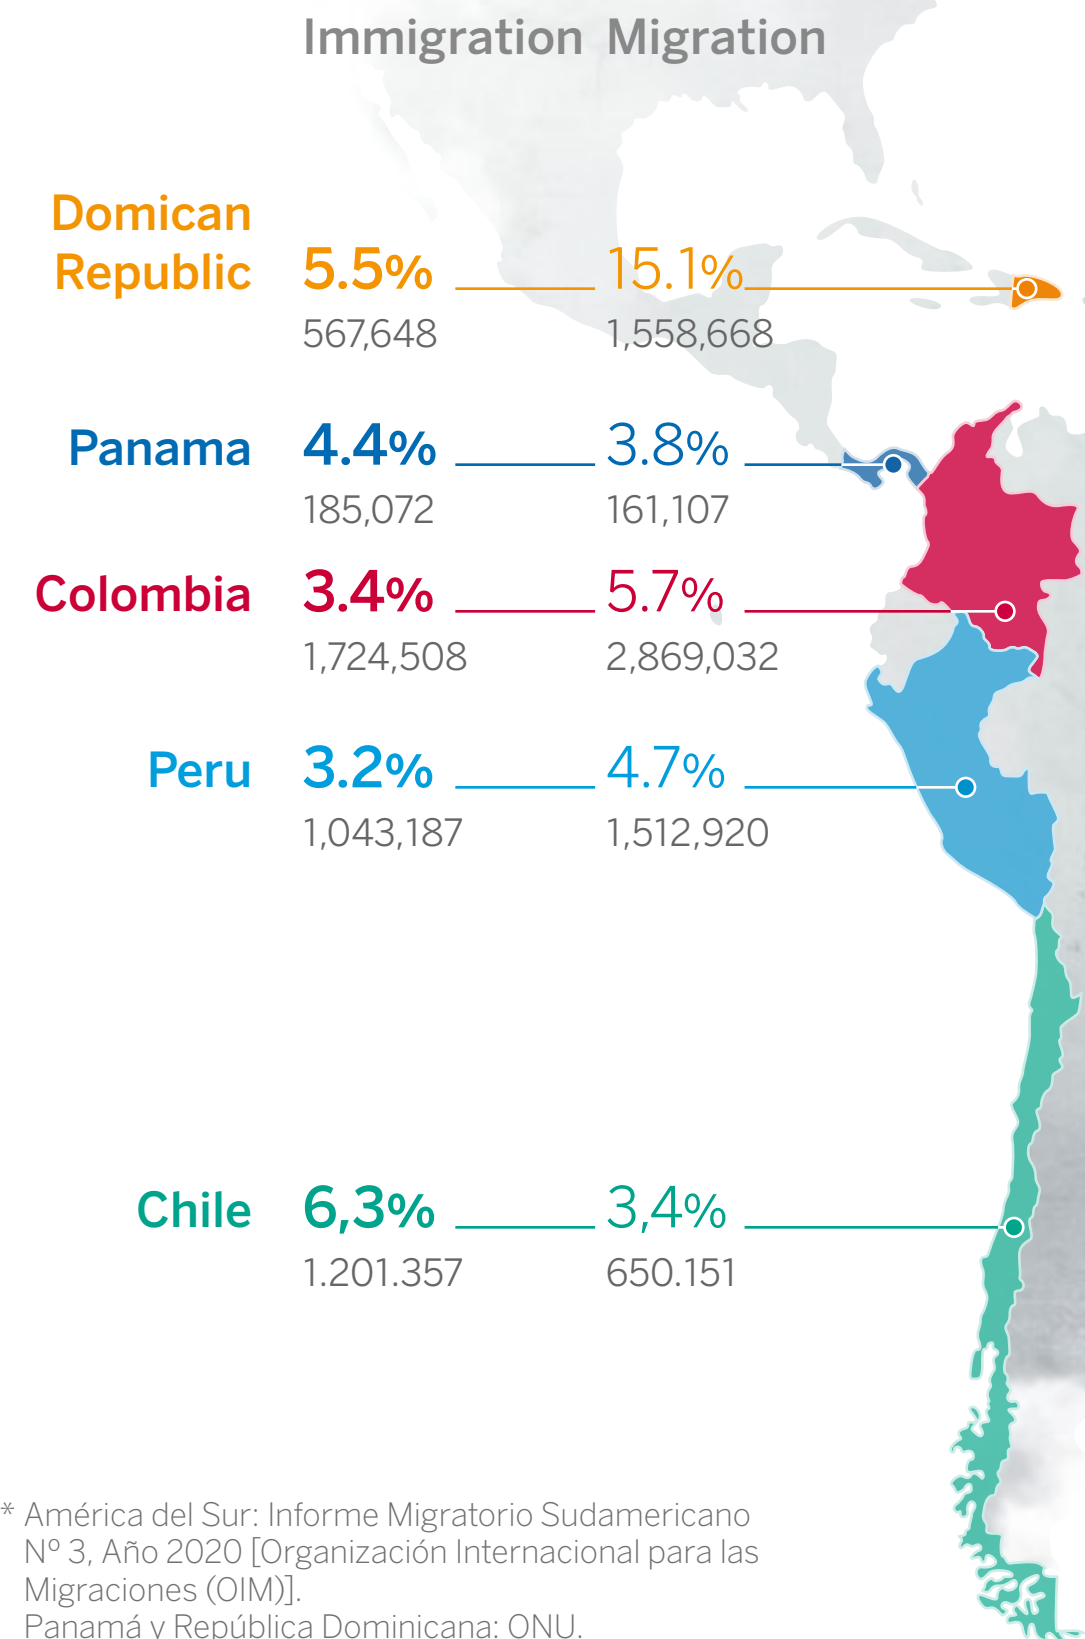 Immigration Migration
Domican
Republic 5.5% 15.1%
567,648 1,558,668
Panama 4.4% 3.8%
185,072 161,107
Colombia 3.4% 5.7%
1,724,508 2,869,032
Peru 3.2% 4.7%
1,043,187 1,512,920
Chile 6,3% 3,4%
1.201.357 650.151
* América del Sur: Informe Migratorio Sudamericano
Nº 3, Año 2020 [Organización Internacional para las
Migraciones (OIM)].
Panamá y República Dominicana: ONU.